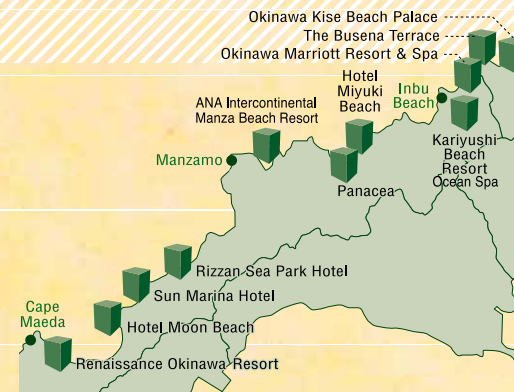 Okinawa Kise Beach Palace
The Busena Terrace
Okinawa Marriott Resort & Spa
Hotel
Miyuki
Beach
Inbu
Beach
ANA Intercontinental
Manza Beach Resort
Kariyushi
Beach
Resort
Ocean Spa
Manzamo
Panacea
Rizzan Sea Park Hotel
Sun Marina Hotel
Cape
Maeda
Hotel Moon Beach
Renaissance Okinawa Resort